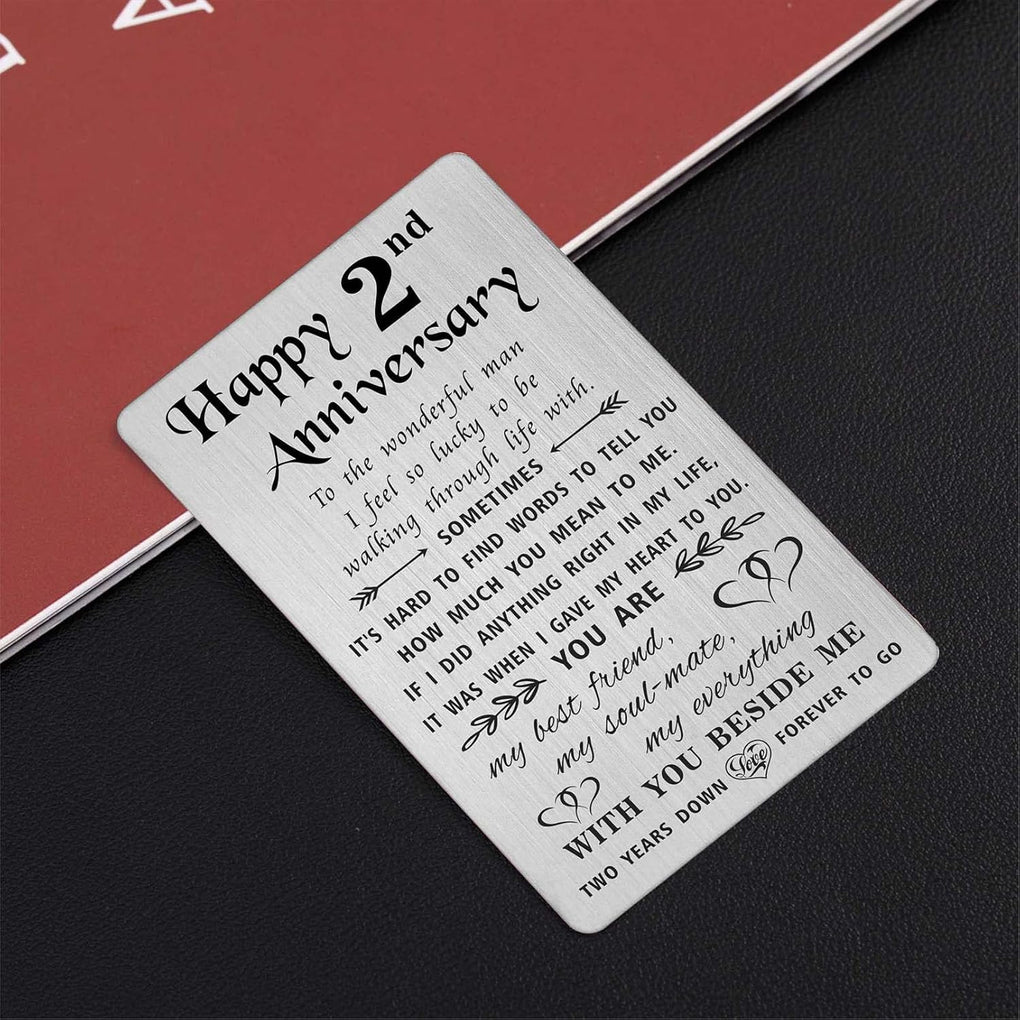 Happy 2nd
Anniversary
To the wonderful man
I feel so lucky to be
walking through life with.
SOMETIMES
IT'S HARD TO FIND WORDS TO TELL YOU
HOW MUCH YOU MEAN TO ME.
IF I DID ANYTHING RIGHT IN MY LIFE,
IT WAS WHEN I GAVE MY HEART TO YOU.
YOU ARE
my best friend,
my soul-mate,
my everything
WITH YOU BESIDE ME
TWO YEARS DOWN Love FOREVER TO GO